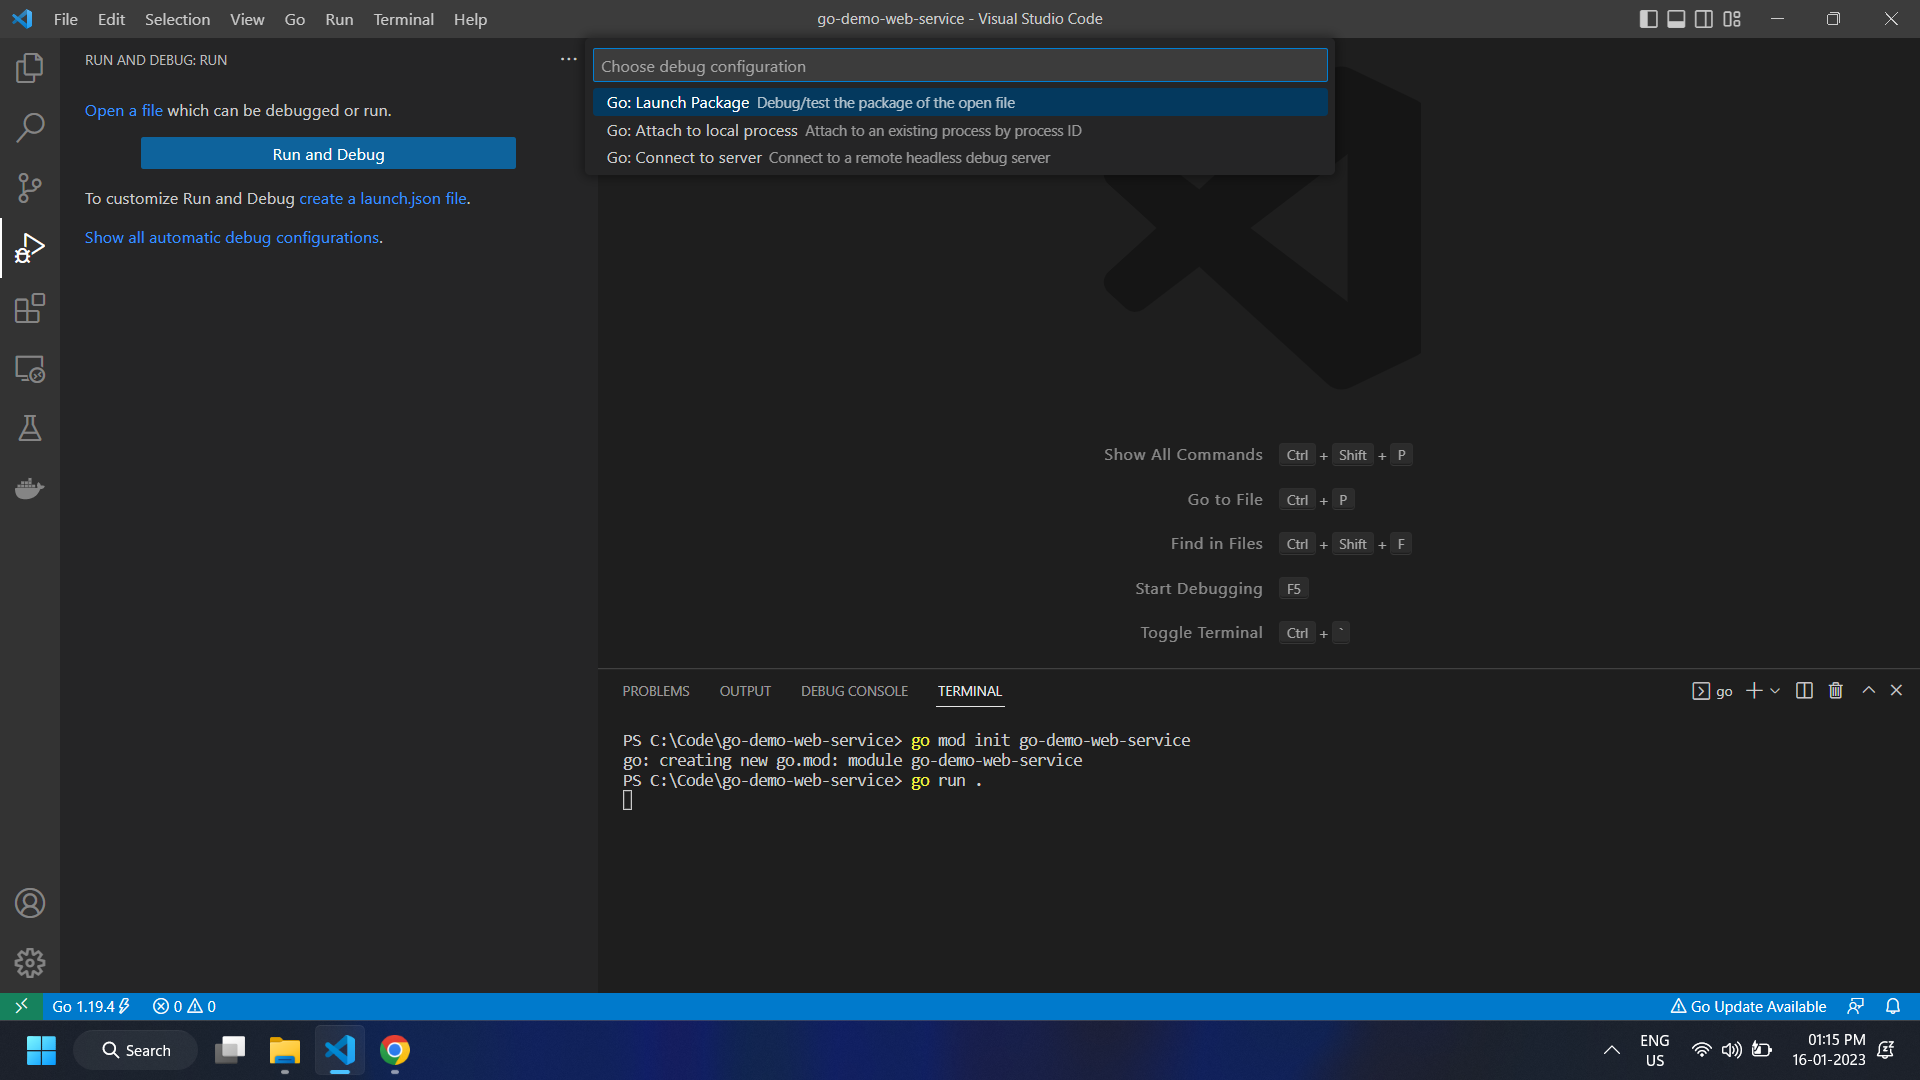 File Edit Selection View Go Run Terminal Help
go-demo-web-service - Visual Studio Code
RUN AND DEBUG: RUN
Open a file which can be debugged or run.
Run and Debug
To customize Run and Debug create a launch.json file.
Show all automatic debug configurations.
Choose debug configuration
Go: Launch Package Debug/test the package of the open file
Go: Attach to local process Attach to an existing process by process ID
Go: Connect to server Connect to a remote headless debug server
Show All Commands Ctrl + Shift + P
Go to File Ctrl + P
Find in Files Ctrl + Shift + F
Start Debugging F5
Toggle Terminal Ctrl + `
PROBLEMS OUTPUT DEBUG CONSOLE TERMINAL
go
PS C:\Code\go-demo-web-service> go mod init go-demo-web-service
go: creating new go.mod: module go-demo-web-service
PS C:\Code\go-demo-web-service> go run .
Go 1.19.4 0 0
Go Update Available
Search
ENG
US
01:15 PM
16-01-2023